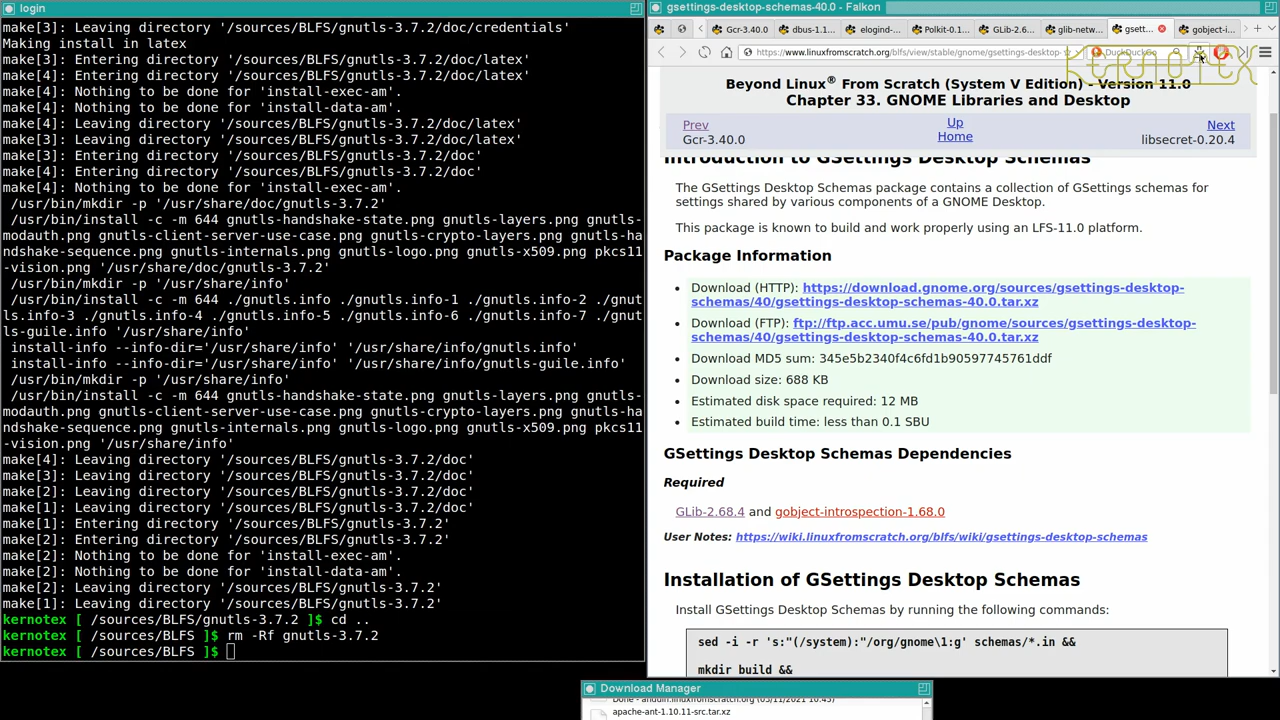 login
make[3]: Leaving directory '/sources/BLFS/gnutls-3.7.2/doc/credentials'
Making install in latex
make[3]: Entering directory '/sources/BLFS/gnutls-3.7.2/doc/latex'
make[4]: Entering directory '/sources/BLFS/gnutls-3.7.2/doc/latex'
make[4]: Nothing to be done for 'install-exec-am'.
make[4]: Nothing to be done for 'install-data-am'.
make[4]: Leaving directory '/sources/BLFS/gnutls-3.7.2/doc/latex'
make[3]: Leaving directory '/sources/BLFS/gnutls-3.7.2/doc/latex'
make[3]: Entering directory '/sources/BLFS/gnutls-3.7.2/doc'
make[4]: Entering directory '/sources/BLFS/gnutls-3.7.2/doc'
make[4]: Nothing to be done for 'install-exec-am'.
/usr/bin/mkdir -p '/usr/share/doc/gnutls-3.7.2'
/usr/bin/install -c -m 644 gnutls-handshake-state.png gnutls-layers.png gnutls-
modauth.png gnutls-client-server-use-case.png gnutls-crypto-layers.png gnutls-ha
ndshake-sequence.png gnutls-internals.png gnutls-logo.png gnutls-x509.png pkcs11
-vision.png '/usr/share/doc/gnutls-3.7.2'
/usr/bin/mkdir -p '/usr/share/info'
/usr/bin/install -c -m 644 ./gnutls.info ./gnutls.info-1 ./gnutls.info-2 ./gnut
ls.info-3 ./gnutls.info-4 ./gnutls.info-5 ./gnutls.info-6 ./gnutls.info-7 ./gnut
ls-guile.info '/usr/share/info'
install-info --info-dir='/usr/share/info' '/usr/share/info/gnutls.info'
install-info --info-dir='/usr/share/info' '/usr/share/info/gnutls-guile.info'
/usr/bin/mkdir -p '/usr/share/info'
/usr/bin/install -c -m 644 gnutls-handshake-state.png gnutls-layers.png gnutls-
modauth.png gnutls-client-server-use-case.png gnutls-crypto-layers.png gnutls-ha
ndshake-sequence.png gnutls-internals.png gnutls-logo.png gnutls-x509.png pkcs11
-vision.png '/usr/share/info'
make[4]: Leaving directory '/sources/BLFS/gnutls-3.7.2/doc'
make[3]: Leaving directory '/sources/BLFS/gnutls-3.7.2/doc'
make[2]: Leaving directory '/sources/BLFS/gnutls-3.7.2/doc'
make[1]: Leaving directory '/sources/BLFS/gnutls-3.7.2/doc'
make[1]: Entering directory '/sources/BLFS/gnutls-3.7.2'
make[2]: Entering directory '/sources/BLFS/gnutls-3.7.2'
make[2]: Nothing to be done for 'install-exec-am'.
make[2]: Nothing to be done for 'install-data-am'.
make[2]: Leaving directory '/sources/BLFS/gnutls-3.7.2'
make[1]: Leaving directory '/sources/BLFS/gnutls-3.7.2'
kernotex [ /sources/BLFS/gnutls-3.7.2 ]$ cd ..
kernotex [ /sources/BLFS ]$ rm -Rf gnutls-3.7.2
kernotex [ /sources/BLFS ]$
gsettings-desktop-schemas-40.0 - Falkon
Gcr-3.40.0 dbus-1.1... elogind-... Polkit-0.1... GLib-2.6... glib-netw... gsett... gobject-i...
https://www.linuxfromscratch.org/blfs/view/stable/gnome/gsettings-desktop- DuckDuckGo
KERNOTEX
Beyond Linux® From Scratch (System V Edition) - Version 11.0
Chapter 33. GNOME Libraries and Desktop
Prev Up Next
Gcr-3.40.0 Home libsecret-0.20.4
Introduction to GSettings Desktop Schemas
The GSettings Desktop Schemas package contains a collection of GSettings schemas for
settings shared by various components of a GNOME Desktop.
This package is known to build and work properly using an LFS-11.0 platform.
Package Information
• Download (HTTP): https://download.gnome.org/sources/gsettings-desktop-
schemas/40/gsettings-desktop-schemas-40.0.tar.xz
• Download (FTP): ftp://ftp.acc.umu.se/pub/gnome/sources/gsettings-desktop-
schemas/40/gsettings-desktop-schemas-40.0.tar.xz
• Download MD5 sum: 345e5b2340f4c6fd1b90597745761ddf
• Download size: 688 KB
• Estimated disk space required: 12 MB
• Estimated build time: less than 0.1 SBU
GSettings Desktop Schemas Dependencies
Required
GLib-2.68.4 and gobject-introspection-1.68.0
User Notes: https://wiki.linuxfromscratch.org/blfs/wiki/gsettings-desktop-schemas
Installation of GSettings Desktop Schemas
Install GSettings Desktop Schemas by running the following commands:
sed -i -r 's:"(/system):"/org/gnome\1:g' schemas/*.in &&
mkdir build &&
Download Manager
Done - anduin.linuxfromscratch.org (05/11/2021 10:45)
apache-ant-1.10.11-src.tar.xz